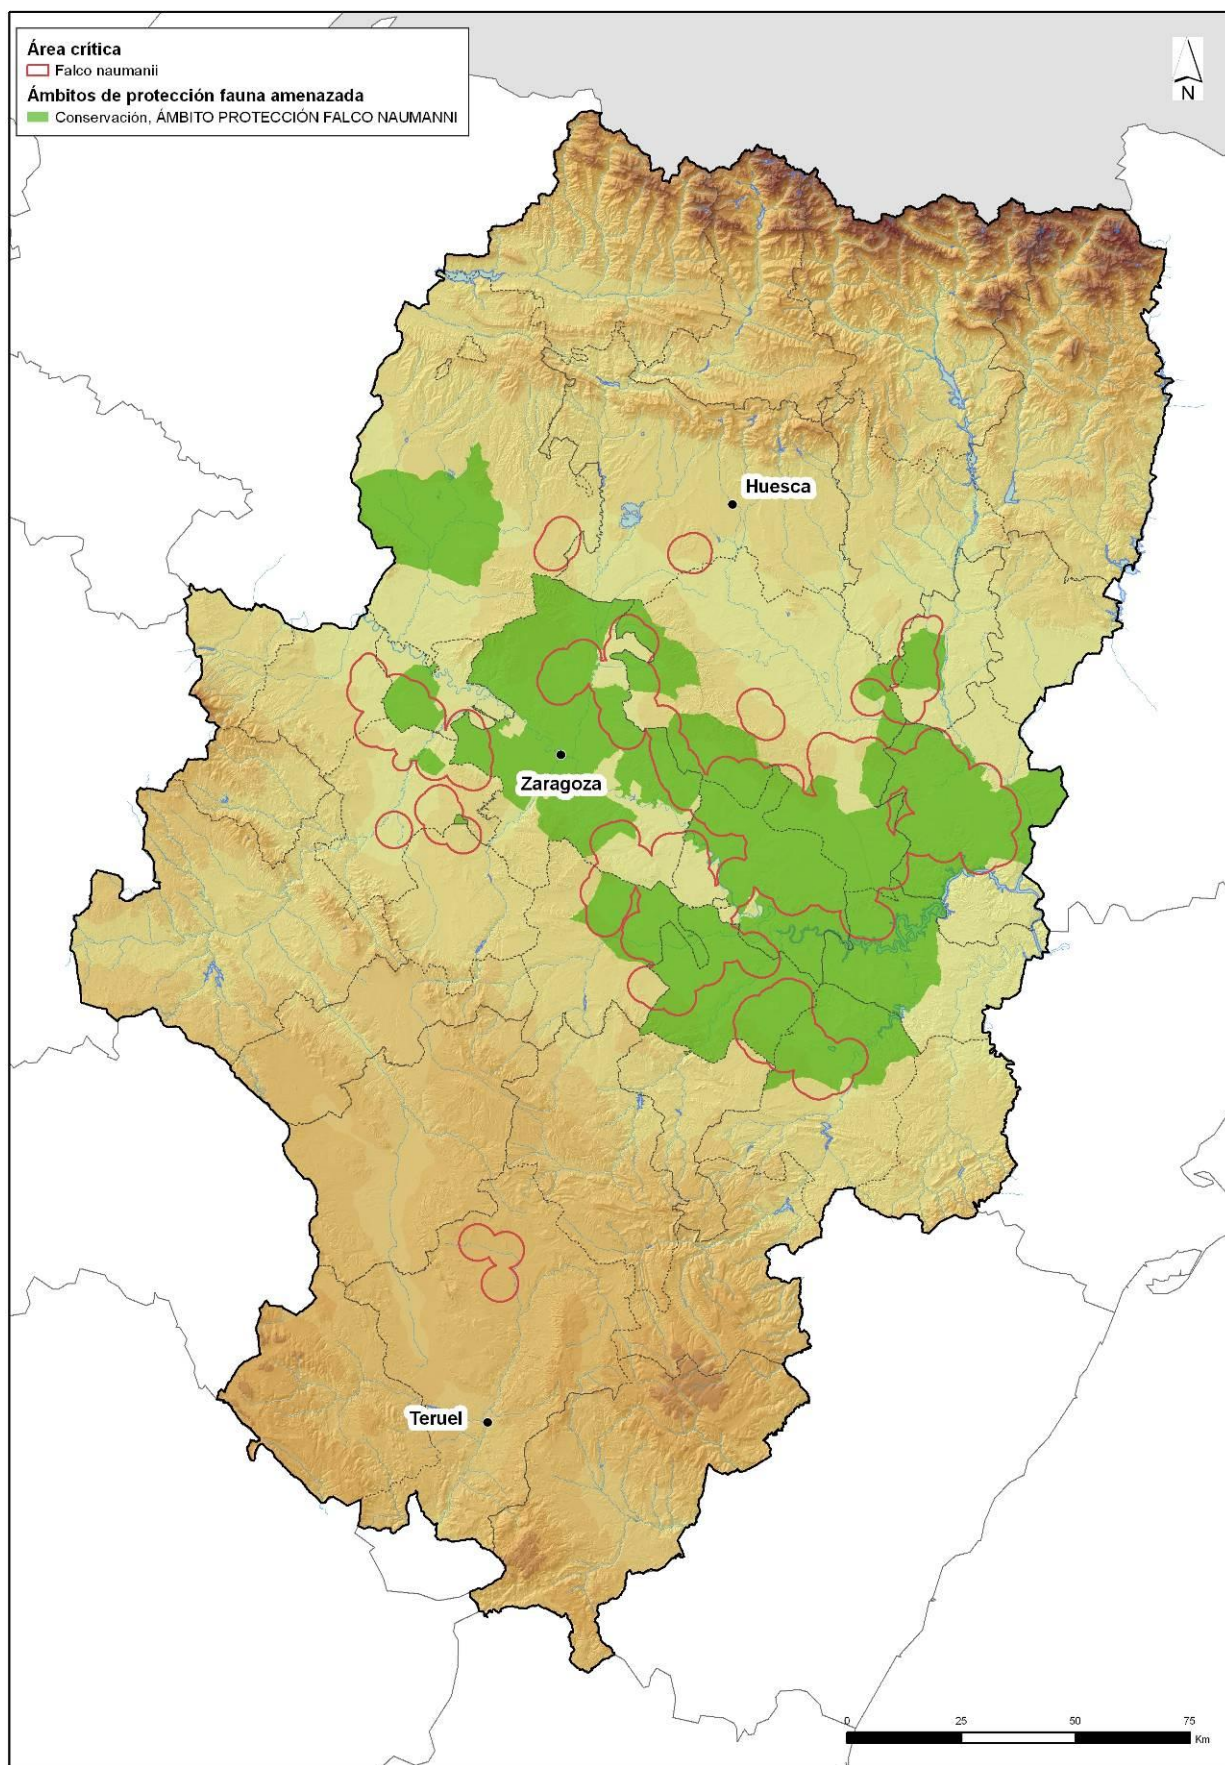 Área crítica
Falco naumanii
Ámbitos de protección fauna amenazada
Conservación, ÁMBITO PROTECCIÓN FALCO NAUMANNI
N
Huesca
Zaragoza
Teruel
0 25 50 75
Km